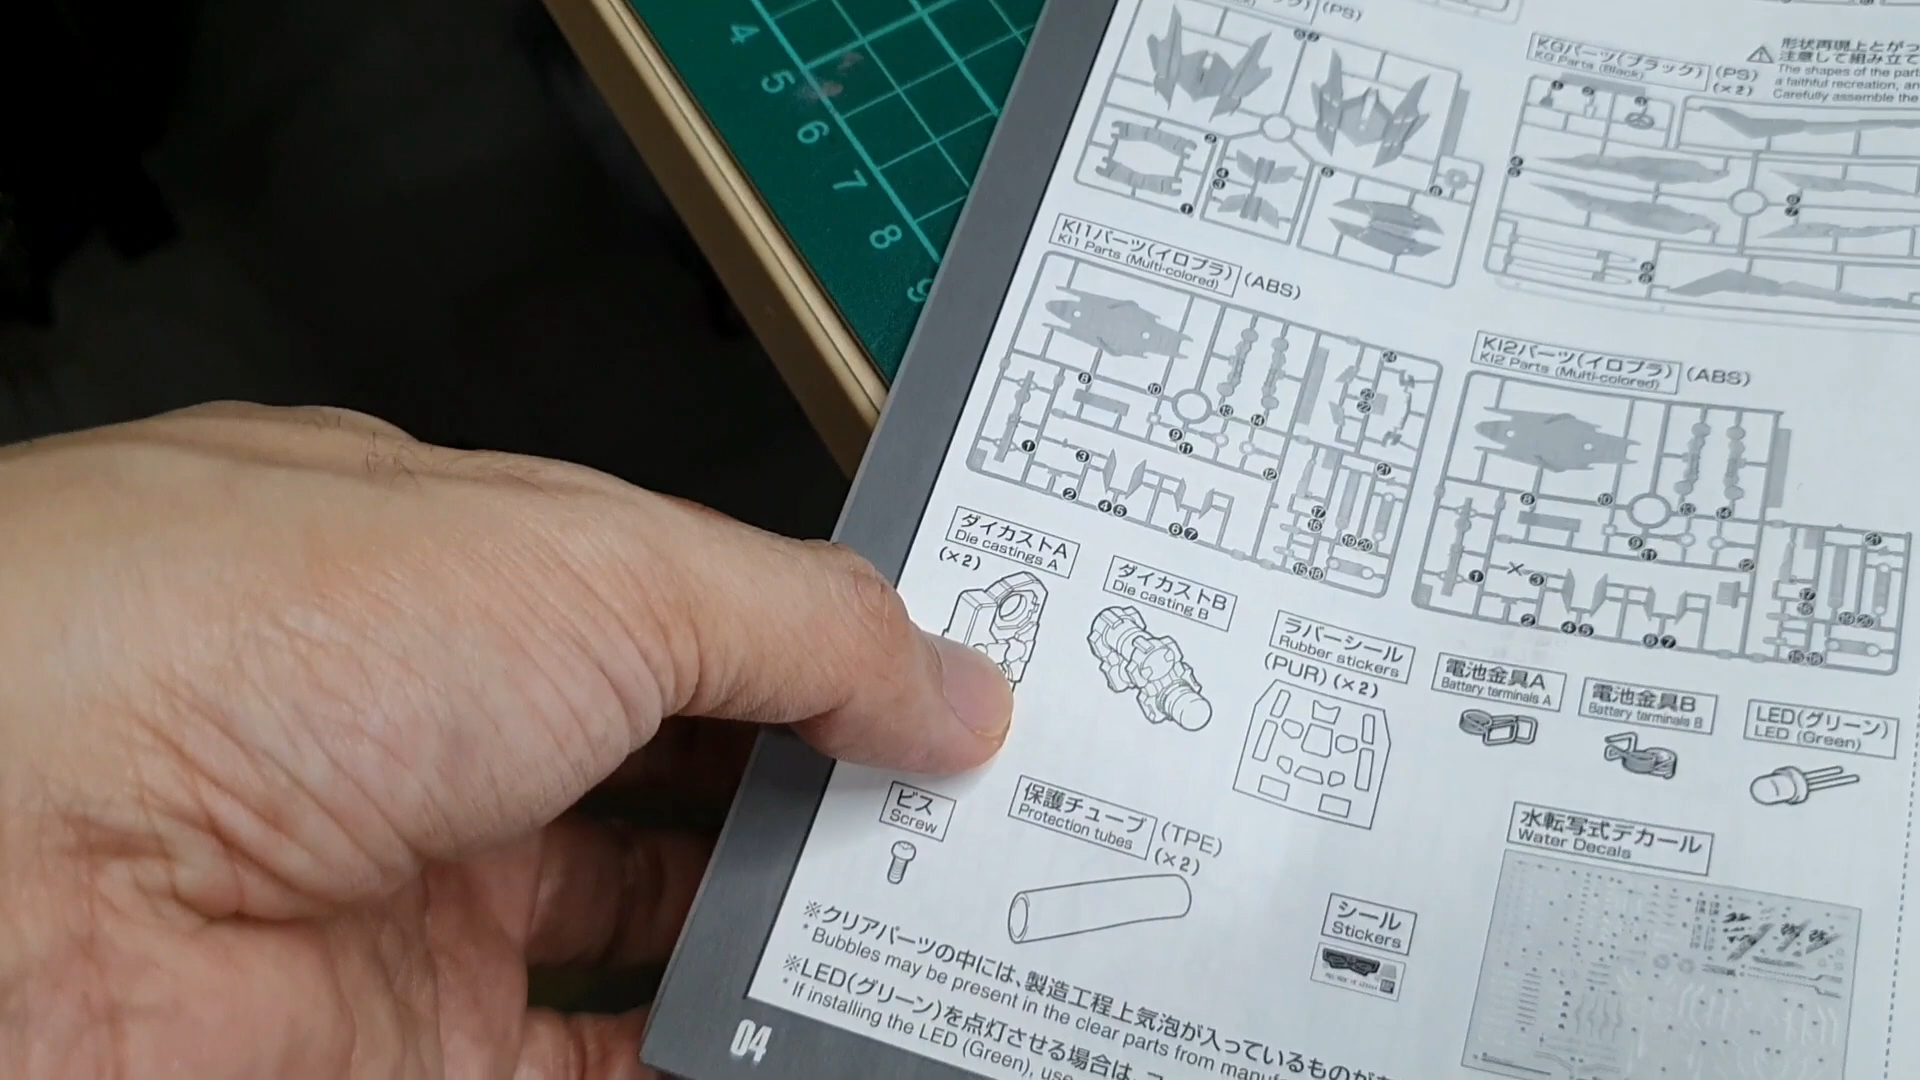 4
5
6
7
8
9
(PS)
KGパーツ(ブラック)
KG Parts (Black)
(PS)
(×2)
形状再現上とがっ
注意して組み立て
The shapes of the part
a faithful recreation, an
Carefully assemble the
KI1パーツ(イロプラ)
KI1 Parts (Multi-colored)
(ABS)
KI2パーツ(イロプラ)
KI2 Parts (Multi-colored)
(ABS)
ダイカストA
Die castings A
(×2)
ダイカストB
Die casting B
ラバーシール
Rubber stickers
(PUR)(×2)
電池金具A
Battery terminals A
電池金具B
Battery terminals B
LED(グリーン)
LED (Green)
ビス
Screw
保護チューブ
Protection tubes
(TPE)
(×2)
シール
Stickers
水転写式デカール
Water Decals
※クリアパーツの中には、製造工程上気泡が入っているものが
* Bubbles may be present in the clear parts from manuf
※LED(グリーン)を点灯させる場合は、
* If installing the LED (Green), use
04